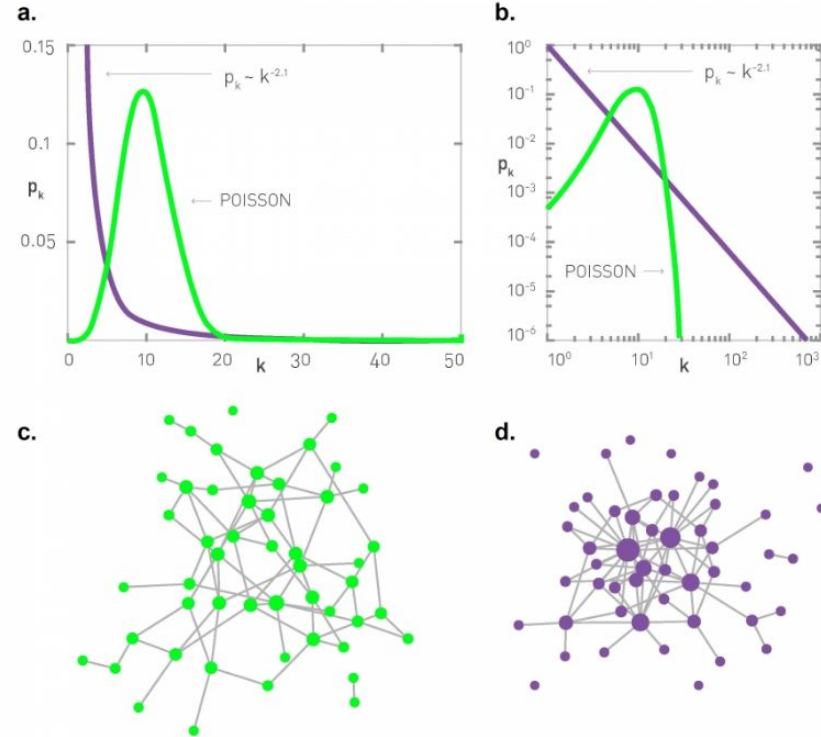 a.
0.15
0.1
p_k
0.05
0
10
20
30
40
50
k
p_k ~ k^-2.1
POISSON
b.
10^0
10^-1
10^-2
p_k
10^-3
10^-4
10^-5
10^-6
10^0
10^1
10^2
10^3
k
p_k ~ k^-2.1
POISSON
c.
d.